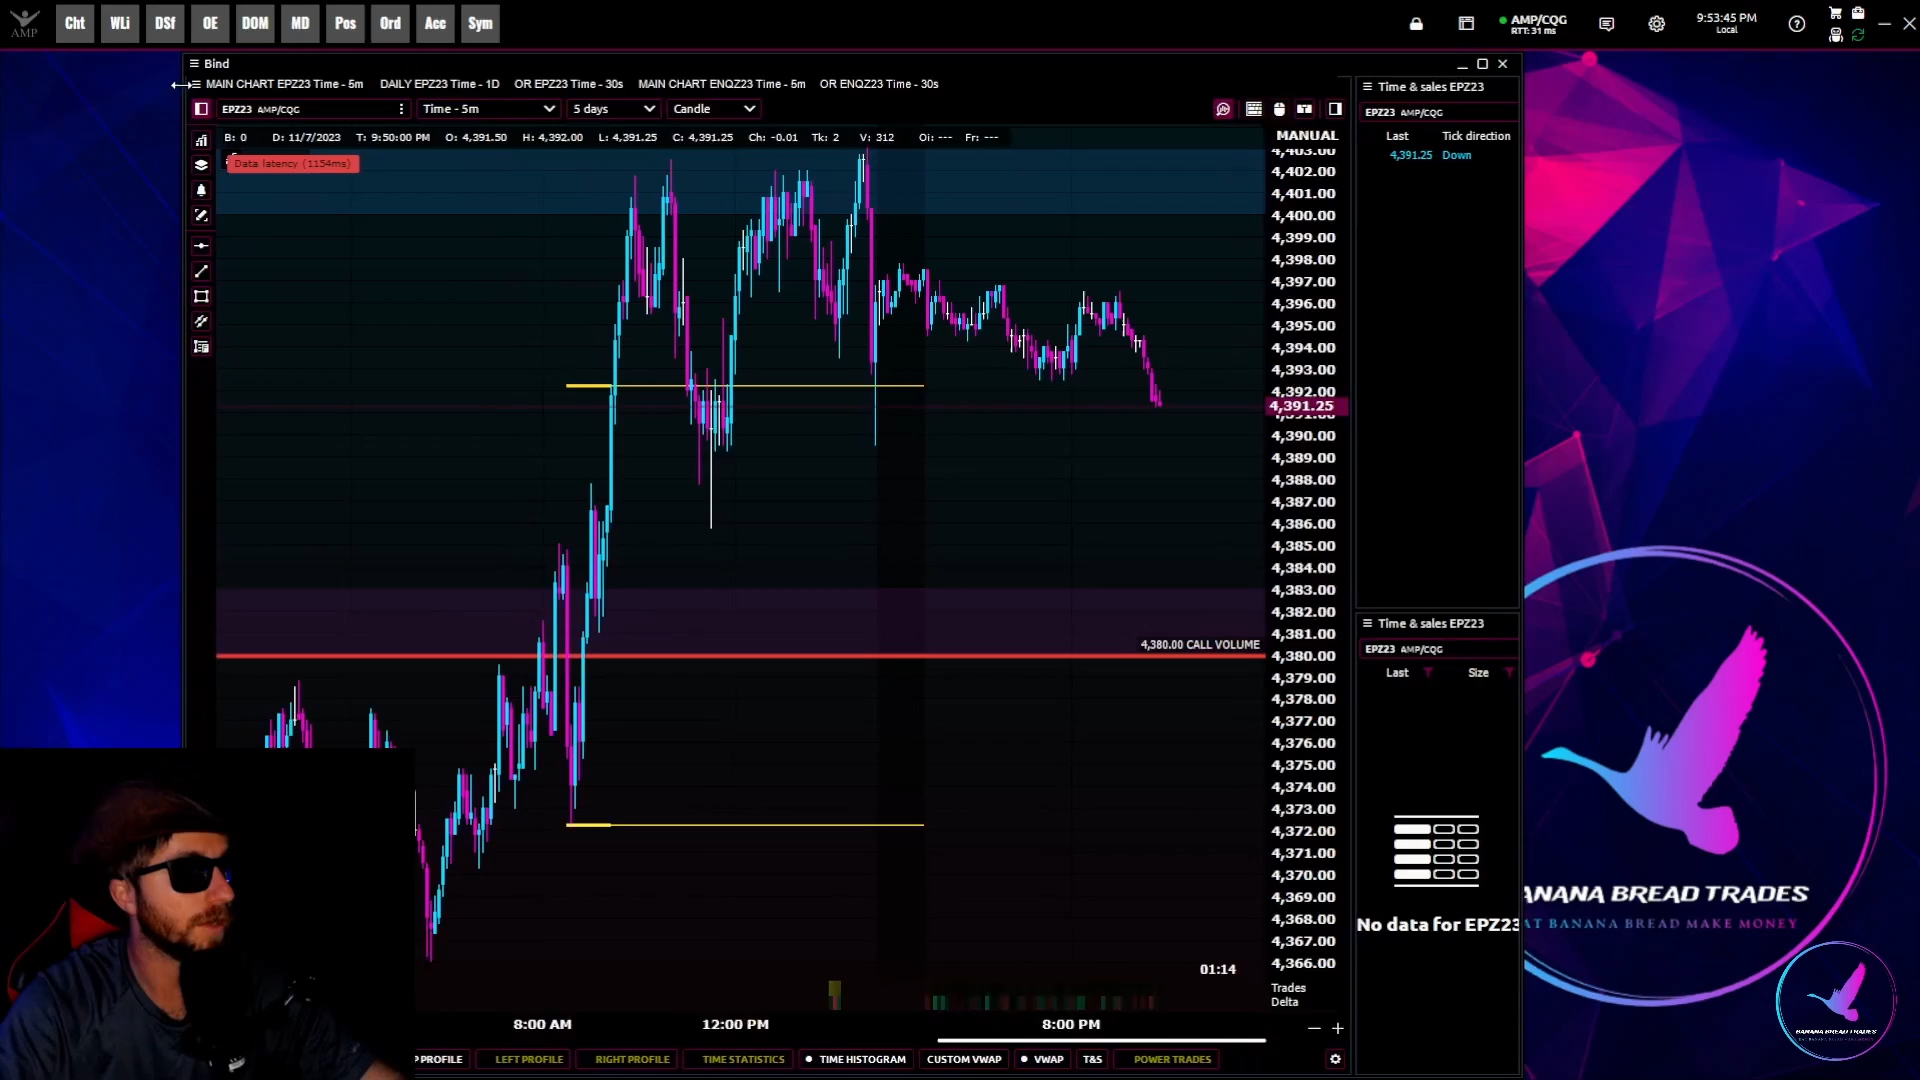 AMP
Cht WLi DSf OE DOM MD Pos Ord Acc Sym
AMP/CQG
RTT: 31 ms
9:53:45 PM
Local
Bind
MAIN CHART EPZ23 Time - 5m DAILY EPZ23 Time - 1D OR EPZ23 Time - 30s MAIN CHART ENQZ23 Time - 5m OR ENQZ23 Time - 30s
EPZ23 AMP/CQG Time - 5m 5 days Candle
B: 0 D: 11/7/2023 T: 9:50:00 PM O: 4,391.50 H: 4,392.00 L: 4,391.25 C: 4,391.25 Ch: -0.01 Tk: 2 V: 312 Oi: --- Fr: ---
Data latency (1154ms)
MANUAL
4,403.00
4,402.00
4,401.00
4,400.00
4,399.00
4,398.00
4,397.00
4,396.00
4,395.00
4,394.00
4,393.00
4,392.00
4,391.25
4,390.00
4,389.00
4,388.00
4,387.00
4,386.00
4,385.00
4,384.00
4,383.00
4,382.00
4,381.00
4,380.00 CALL VOLUME
4,380.00
4,379.00
4,378.00
4,377.00
4,376.00
4,375.00
4,374.00
4,373.00
4,372.00
4,371.00
4,370.00
4,369.00
4,368.00
4,367.00
4,366.00
01:14
Trades
Delta
8:00 AM 12:00 PM 8:00 PM
PROFILE LEFT PROFILE RIGHT PROFILE TIME STATISTICS TIME HISTOGRAM CUSTOM VWAP VWAP T&S POWER TRADES
Time & sales EPZ23
EPZ23 AMP/CQG
Last Tick direction
4,391.25 Down
Time & sales EPZ23
EPZ23 AMP/CQG
Last Size
No data for EPZ23
ANANA BREAD TRADES
AT BANANA BREAD MAKE MONEY
BANANA BREAD TRADES